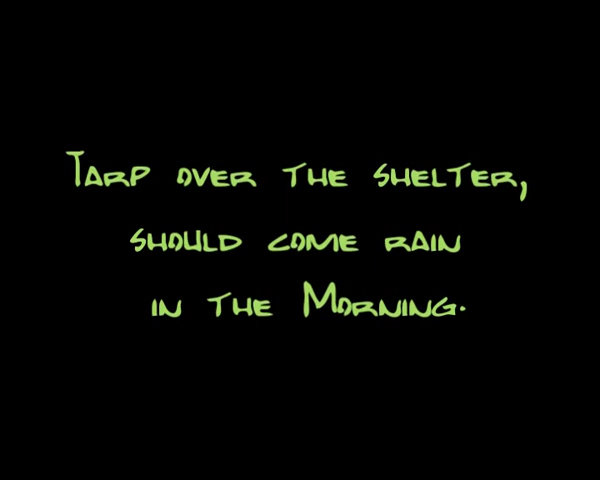 Tarp over the shelter,
should come rain
in the Morning.